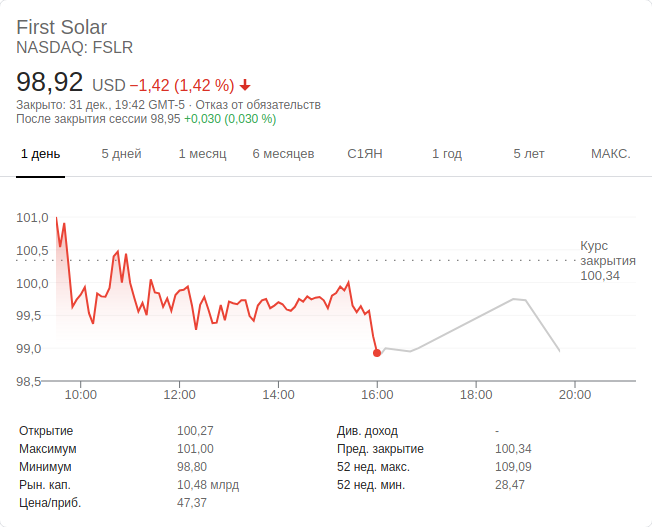 First Solar
NASDAQ: FSLR
98,92 USD −1,42 (1,42 %)
Закрыто: 31 дек., 19:42 GMT-5 · Отказ от обязательств
После закрытия сессии 98,95 +0,030 (0,030 %)
1 день 5 дней 1 месяц 6 месяцев С1ЯН 1 год 5 лет МАКС.
101,0
100,5
100,0
99,5
99,0
98,5
Курс
закрытия
100,34
10:00 12:00 14:00 16:00 18:00 20:00
Открытие 100,27
Максимум 101,00
Минимум 98,80
Рын. кап. 10,48 млрд
Цена/приб. 47,37
Див. доход -
Пред. закрытие 100,34
52 нед. макс. 109,09
52 нед. мин. 28,47